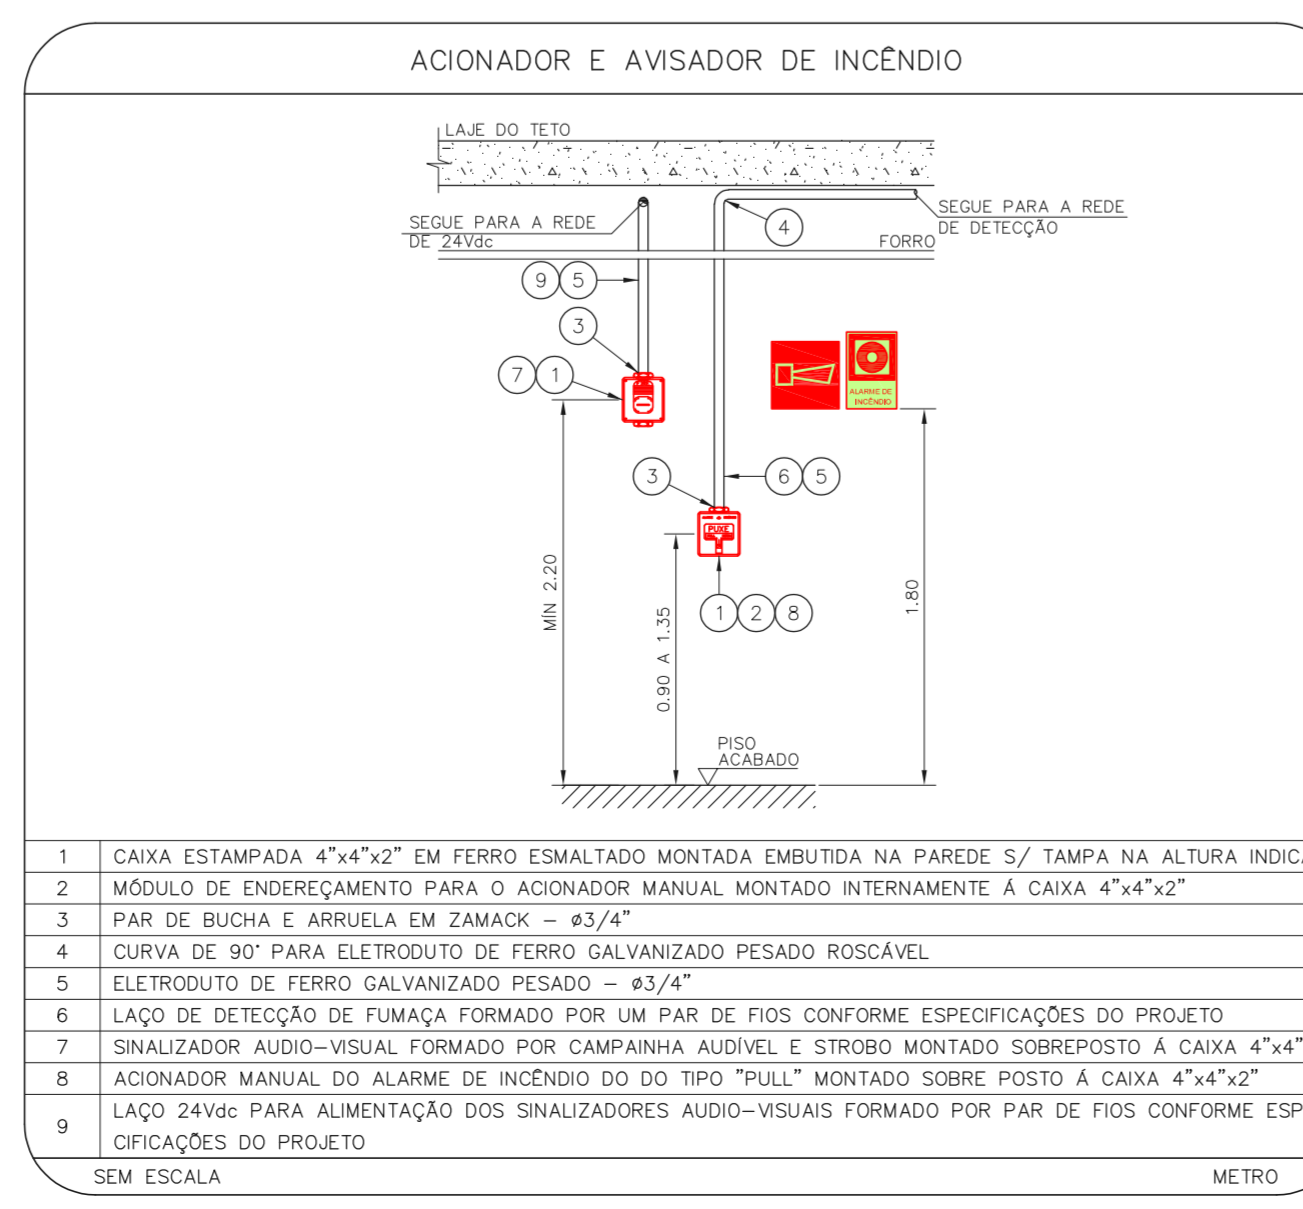 ACIONADOR E AVISADOR DE INCÊNDIO
LAJE DO TETO
SEGUE PARA A REDE
DE 24Vdc
SEGUE PARA A REDE
DE DETECÇÃO
4
FORRO
9 5
3
7 1
ALARME DE
INCÊNDIO
3
6 5
PUXE
1 2 8
MÍN 2.20
0.90 A 1.35
1.80
PISO
ACABADO
1 CAIXA ESTAMPADA 4"x4"x2" EM FERRO ESMALTADO MONTADA EMBUTIDA NA PAREDE S/ TAMPA NA ALTURA INDICA
2 MÓDULO DE ENDEREÇAMENTO PARA O ACIONADOR MANUAL MONTADO INTERNAMENTE Á CAIXA 4"x4"x2"
3 PAR DE BUCHA E ARRUELA EM ZAMACK – ø3/4"
4 CURVA DE 90° PARA ELETRODUTO DE FERRO GALVANIZADO PESADO ROSCÁVEL
5 ELETRODUTO DE FERRO GALVANIZADO PESADO – ø3/4"
6 LAÇO DE DETECÇÃO DE FUMAÇA FORMADO POR UM PAR DE FIOS CONFORME ESPECIFICAÇÕES DO PROJETO
7 SINALIZADOR AUDIO–VISUAL FORMADO POR CAMPAINHA AUDÍVEL E STROBO MONTADO SOBREPOSTO Á CAIXA 4"x4"
8 ACIONADOR MANUAL DO ALARME DE INCÊNDIO DO DO TIPO "PULL" MONTADO SOBRE POSTO Á CAIXA 4"x4"x2"
9 LAÇO 24Vdc PARA ALIMENTAÇÃO DOS SINALIZADORES AUDIO–VISUAIS FORMADO POR PAR DE FIOS CONFORME ESP
CIFICAÇÕES DO PROJETO
SEM ESCALA
METRO